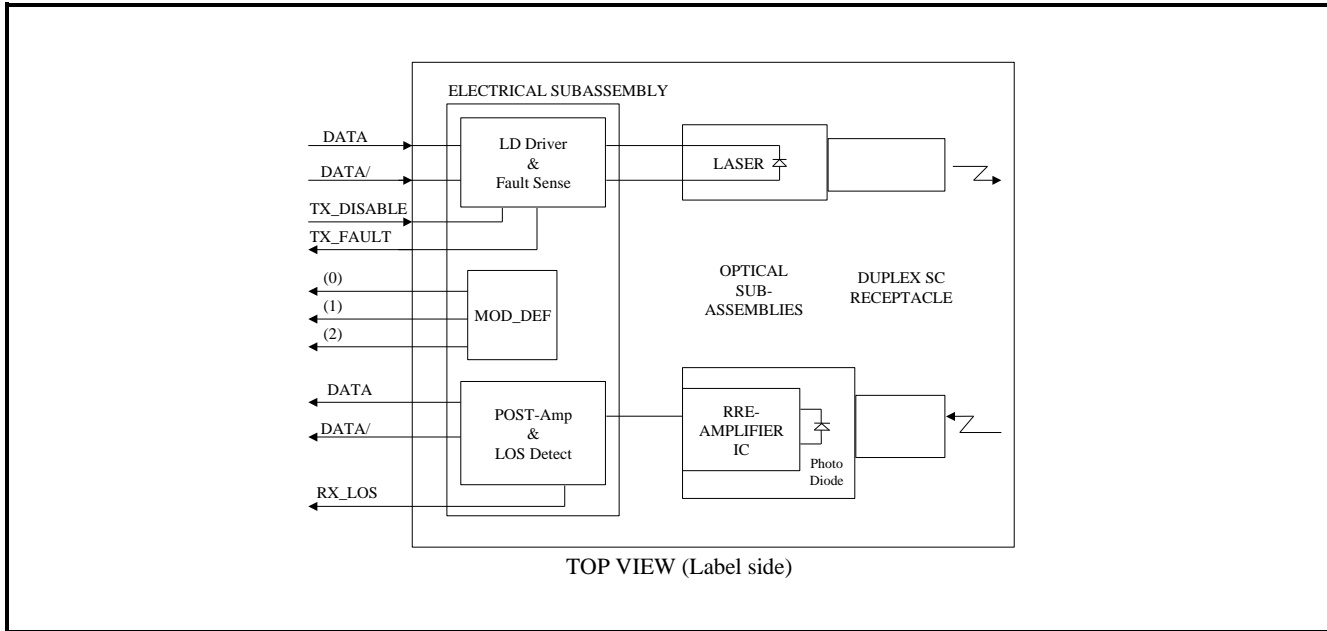 ELECTRICAL SUBASSEMBLY
DATA
DATA/
TX_DISABLE
TX_FAULT
LD Driver
&
Fault Sense
LASER
(0)
(1)
(2)
MOD_DEF
OPTICAL
SUB-
ASSEMBLIES
DUPLEX SC
RECEPTACLE
DATA
DATA/
RX_LOS
POST-Amp
&
LOS Detect
RRE-
AMPLIFIER
IC
Photo
Diode
TOP VIEW (Label side)